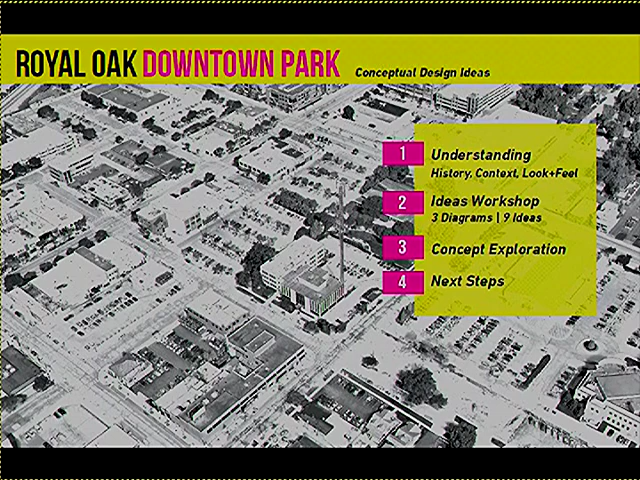 ROYAL OAK DOWNTOWN PARK Conceptual Design Ideas
1 Understanding
History, Context, Look+Feel
2 Ideas Workshop
3 Diagrams | 9 Ideas
3 Concept Exploration
4 Next Steps